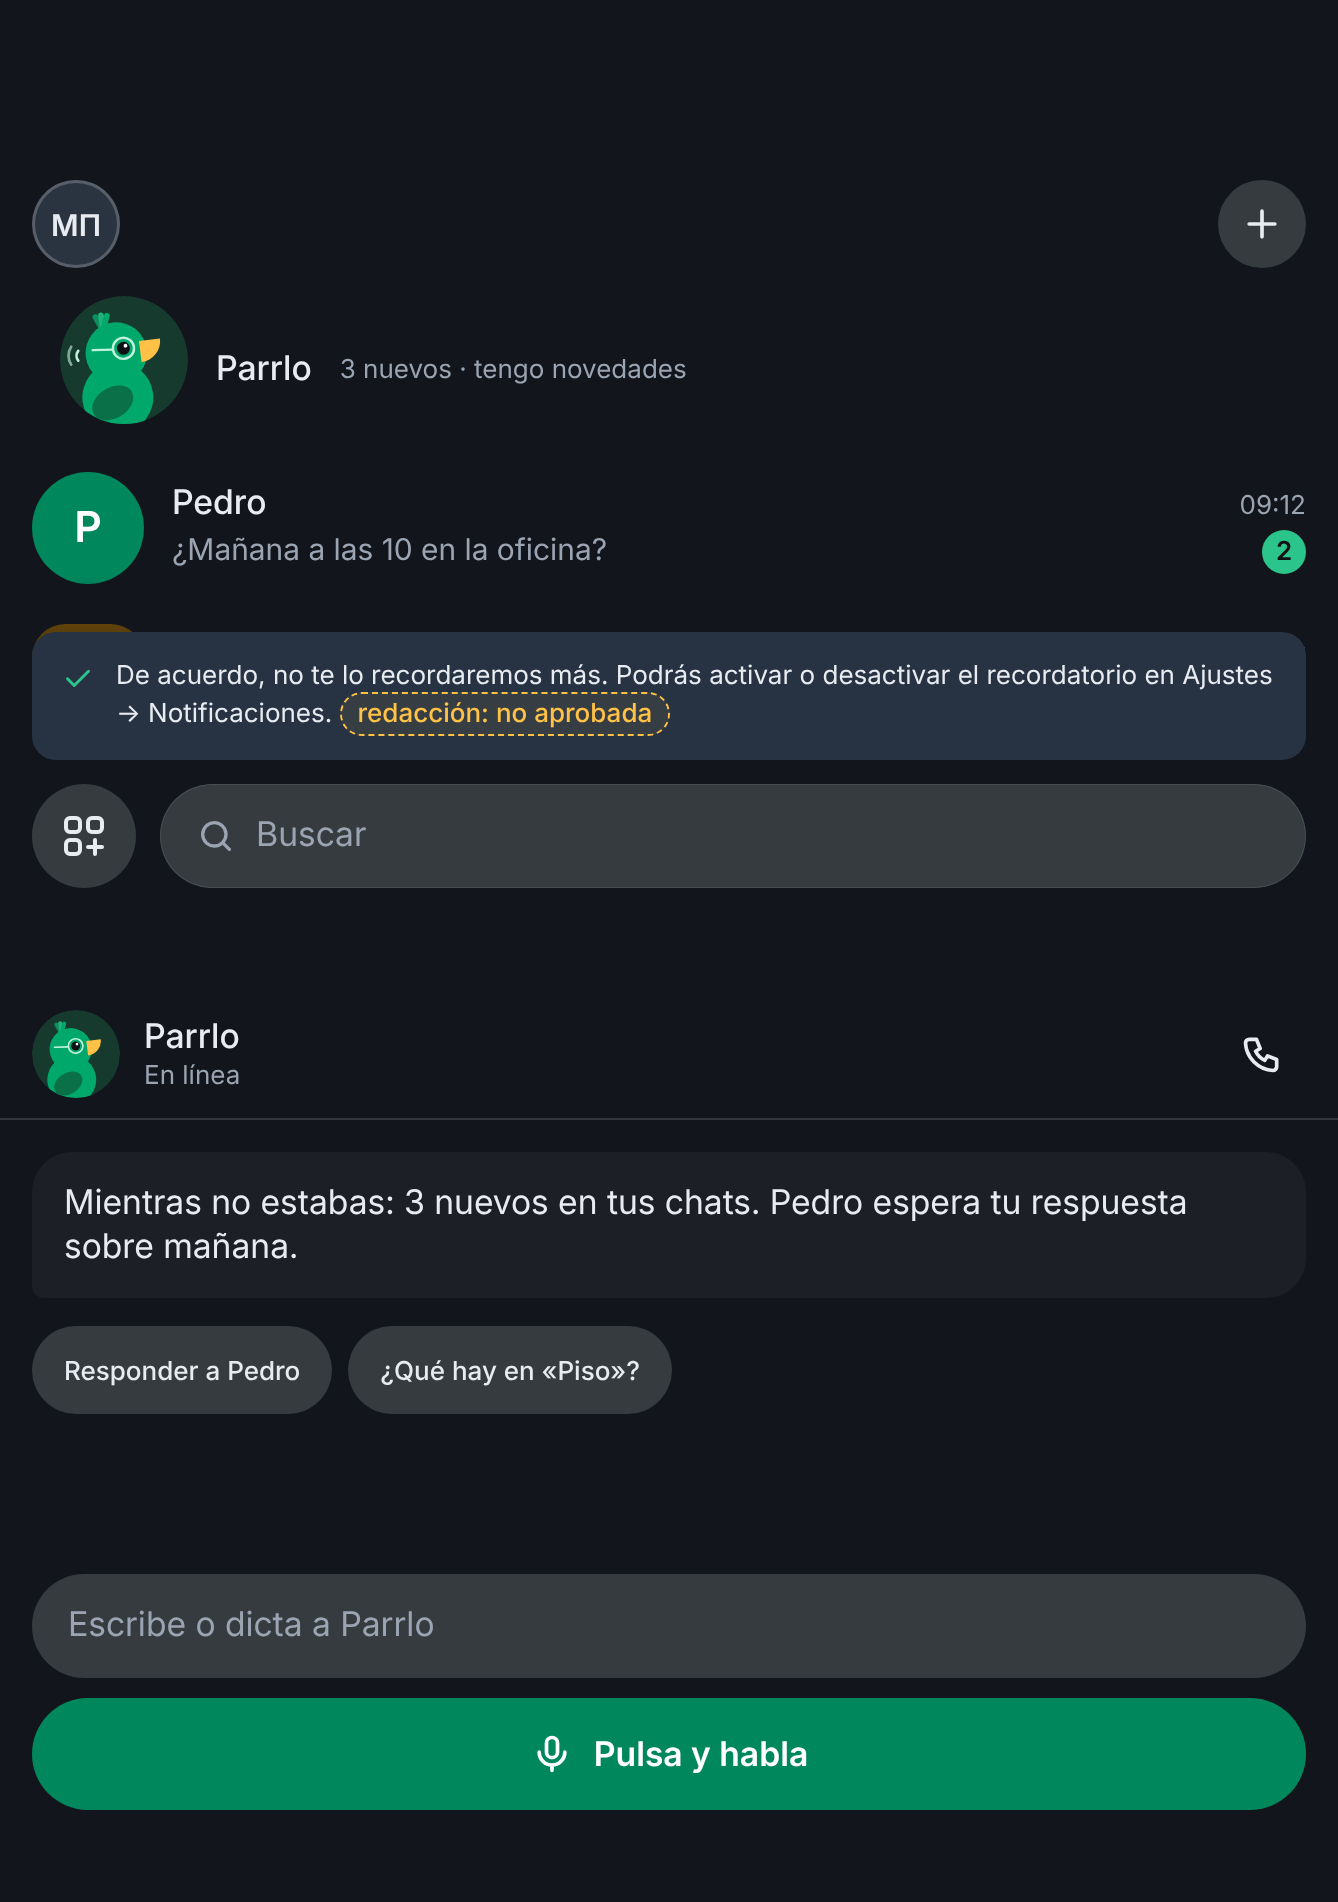 МП
Parrlo 3 nuevos · tengo novedades
P
Pedro
09:12
¿Mañana a las 10 en la oficina?
2
De acuerdo, no te lo recordaremos más. Podrás activar o desactivar el recordatorio en Ajustes
→ Notificaciones. redacción: no aprobada
Buscar
Parrlo
En línea
Mientras no estabas: 3 nuevos en tus chats. Pedro espera tu respuesta
sobre mañana.
Responder a Pedro
¿Qué hay en «Piso»?
Escribe o dicta a Parrlo
Pulsa y habla